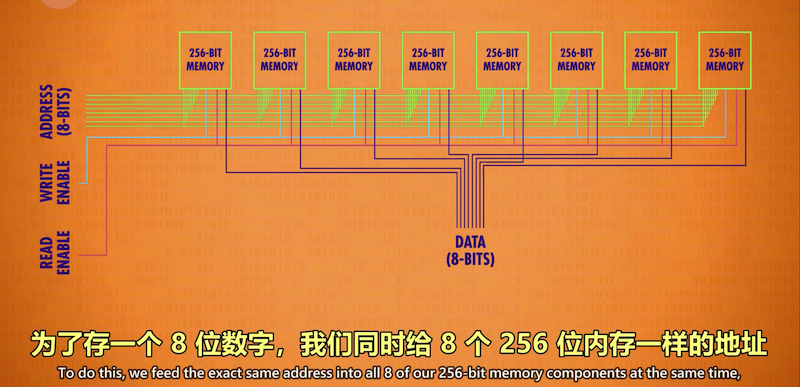 256-BIT
MEMORY
256-BIT
MEMORY
256-BIT
MEMORY
256-BIT
MEMORY
256-BIT
MEMORY
256-BIT
MEMORY
256-BIT
MEMORY
256-BIT
MEMORY
ADDRESS
(8-BITS)
WRITE
ENABLE
READ
ENABLE
DATA
(8-BITS)
为了存一个 8 位数字，我们同时给 8 个 256 位内存一样的地址
To do this, we feed the exact same address into all 8 of our 256-bit memory components at the same time,